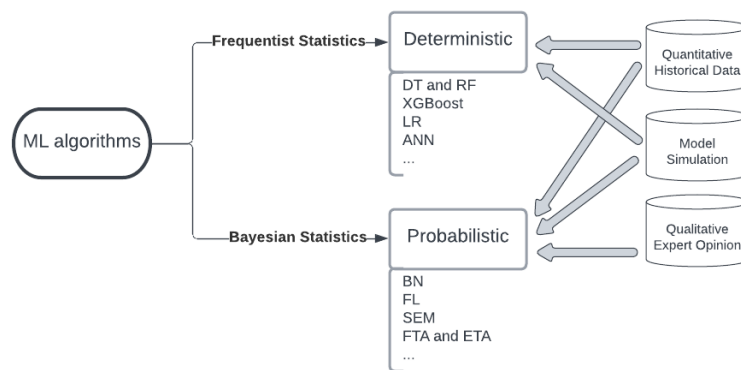 ML algorithms
Frequentist Statistics
Deterministic
DT and RF
XGBoost
LR
ANN
...
Bayesian Statistics
Probabilistic
BN
FL
SEM
FTA and ETA
...
Quantitative
Historical Data
Model
Simulation
Qualitative
Expert Opinion